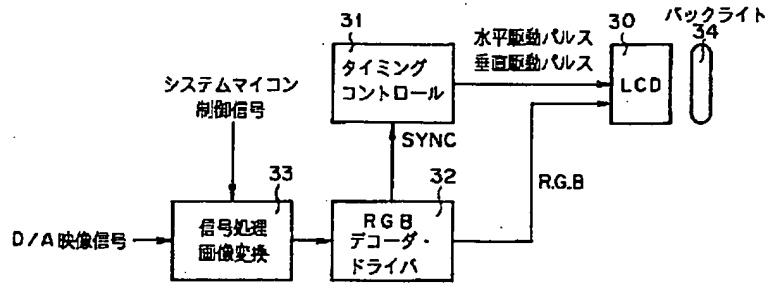 バックライト
34
31
水平駆動パルス
垂直駆動パルス
30
タイミング
コントロール
LCD
システムマイコン
制御信号
SYNC
R.G.B
33
32
D/A映像信号
信号処理
画像変換
RGB
デコーダ・
ドライバ